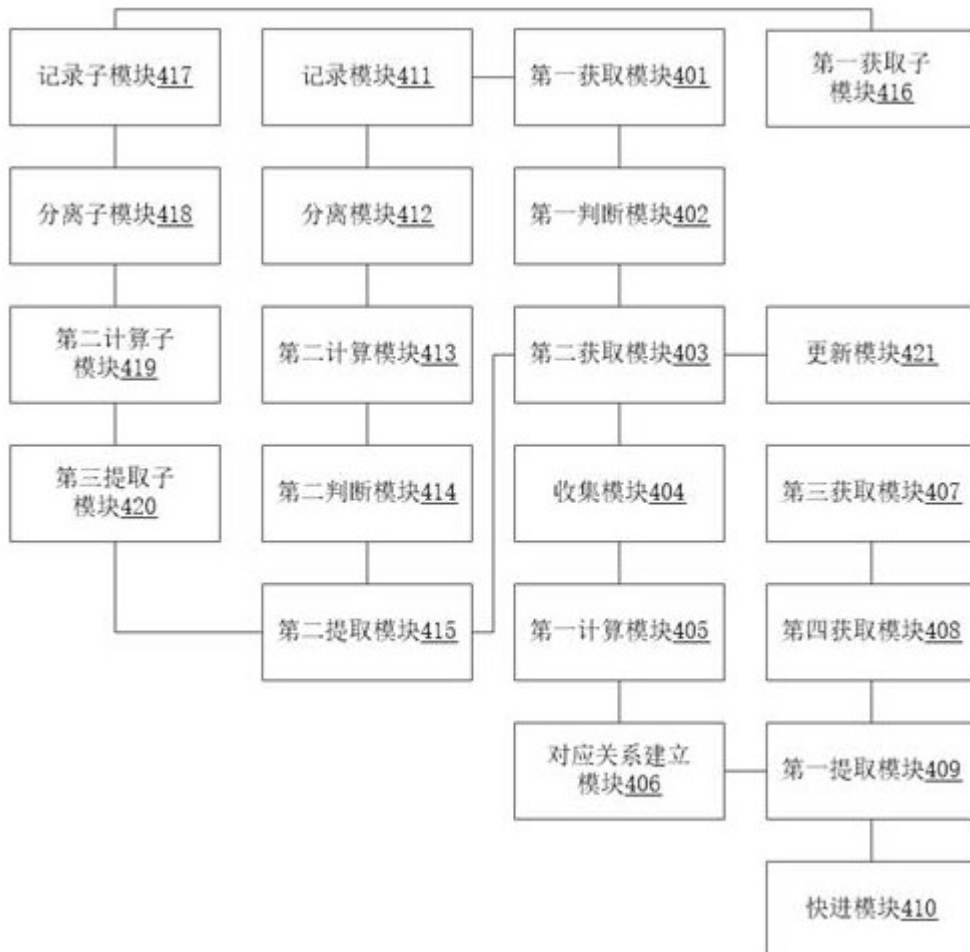 记录子模块417
记录模块411
第一获取模块401
第一获取子
模块416
分离子模块418
分离模块412
第一判断模块402
第二计算子
模块419
第二计算模块413
第二获取模块403
更新模块421
第三提取子
模块420
第二判断模块414
收集模块404
第三获取模块407
第二提取模块415
第一计算模块405
第四获取模块408
对应关系建立
模块406
第一提取模块409
快进模块410